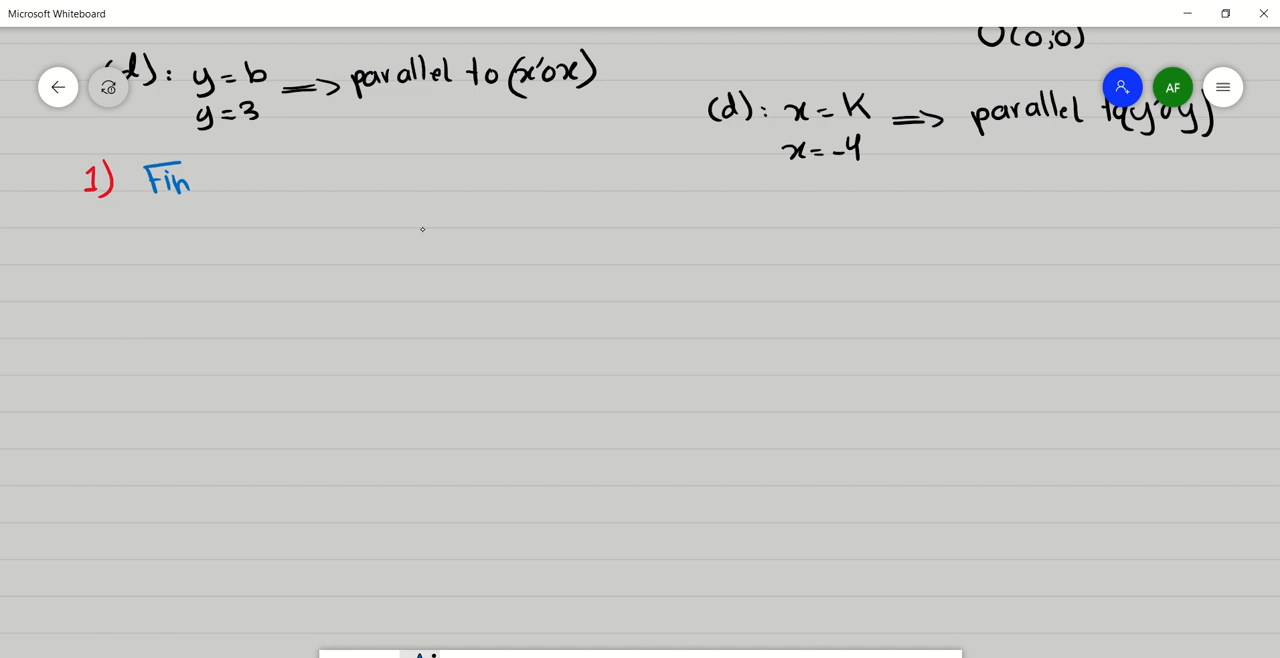 Microsoft Whiteboard
O(0;0)
(d): y = b => parallel to (x'ox)
y = 3
(d): x = K => parallel to (y'oy)
x = -4
AF
1) Fin